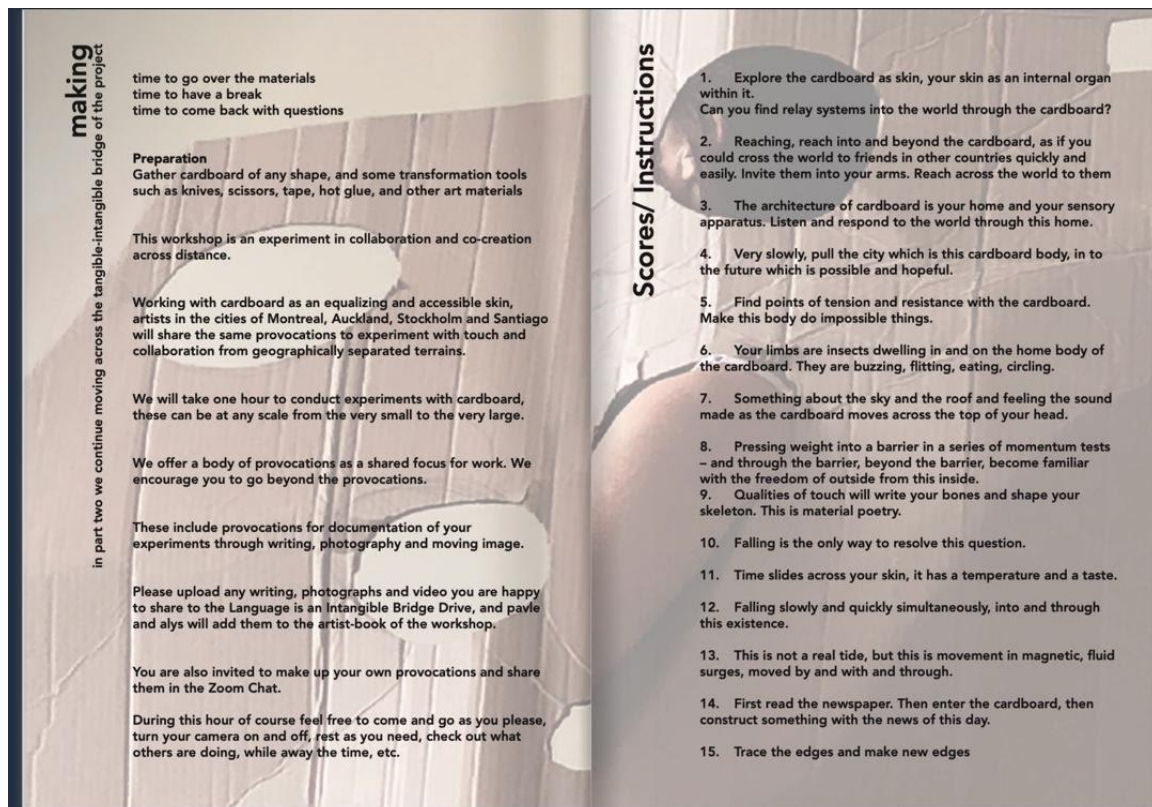 making
in part two we continue moving across the tangible-intangible bridge of the project
time to go over the materials
time to have a break
time to come back with questions
Preparation
Gather cardboard of any shape, and some transformation tools
such as knives, scissors, tape, hot glue, and other art materials
This workshop is an experiment in collaboration and co-creation
across distance.
Working with cardboard as an equalizing and accessible skin,
artists in the cities of Montreal, Auckland, Stockholm and Santiago
will share the same provocations to experiment with touch and
collaboration from geographically separated terrains.
We will take one hour to conduct experiments with cardboard,
these can be at any scale from the very small to the very large.
We offer a body of provocations as a shared focus for work. We
encourage you to go beyond the provocations.
These include provocations for documentation of your
experiments through writing, photography and moving image.
Please upload any writing, photographs and video you are happy
to share to the Language is an Intangible Bridge Drive, and pavle
and alys will add them to the artist-book of the workshop.
You are also invited to make up your own provocations and share
them in the Zoom Chat.
During this hour of course feel free to come and go as you please,
turn your camera on and off, rest as you need, check out what
others are doing, while away the time, etc.
Scores/ Instructions
1. Explore the cardboard as skin, your skin as an internal organ
within it.
Can you find relay systems into the world through the cardboard?
2. Reaching, reach into and beyond the cardboard, as if you
could cross the world to friends in other countries quickly and
easily. Invite them into your arms. Reach across the world to them
3. The architecture of cardboard is your home and your sensory
apparatus. Listen and respond to the world through this home.
4. Very slowly, pull the city which is this cardboard body, in to
the future which is possible and hopeful.
5. Find points of tension and resistance with the cardboard.
Make this body do impossible things.
6. Your limbs are insects dwelling in and on the home body of
the cardboard. They are buzzing, flitting, eating, circling.
7. Something about the sky and the roof and feeling the sound
made as the cardboard moves across the top of your head.
8. Pressing weight into a barrier in a series of momentum tests
– and through the barrier, beyond the barrier, become familiar
with the freedom of outside from this inside.
9. Qualities of touch will write your bones and shape your
skeleton. This is material poetry.
10. Falling is the only way to resolve this question.
11. Time slides across your skin, it has a temperature and a taste.
12. Falling slowly and quickly simultaneously, into and through
this existence.
13. This is not a real tide, but this is movement in magnetic, fluid
surges, moved by and with and through.
14. First read the newspaper. Then enter the cardboard, then
construct something with the news of this day.
15. Trace the edges and make new edges